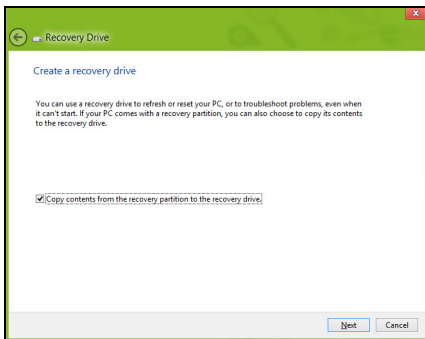 Recovery Drive
Create a recovery drive
You can use a recovery drive to refresh or reset your PC, or to troubleshoot problems, even when
it can't start. If your PC comes with a recovery partition, you can also choose to copy its contents
to the recovery drive.
Copy contents from the recovery partition to the recovery drive.
Next Cancel